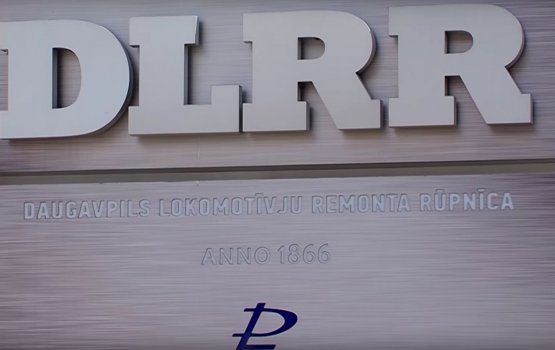 DLRR
DAUGAVPILS LOKOMOTĪVJU REMONTA RŪPNĪCA
ANNO 1866